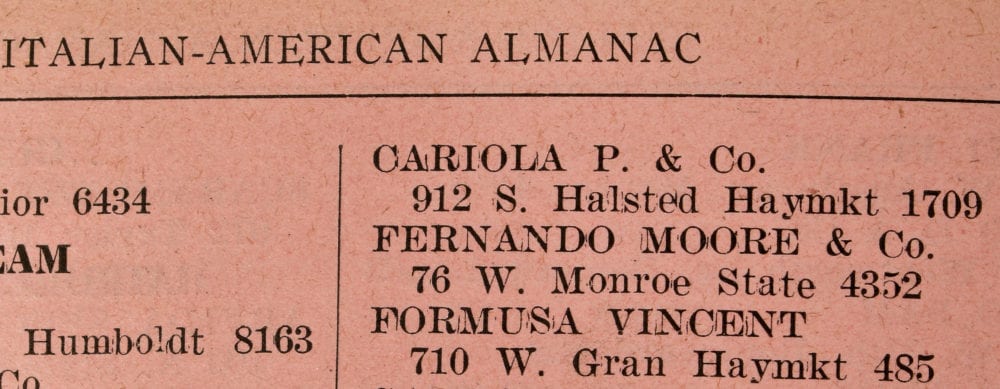 ITALIAN-AMERICAN ALMANAC
ior 6434
EAM
Humboldt 8163
Co.
CARIOLA P. & Co.
912 S. Halsted Haymkt 1709
FERNANDO MOORE & Co.
76 W. Monroe State 4352
FORMUSA VINCENT
710 W. Gran Haymkt 485